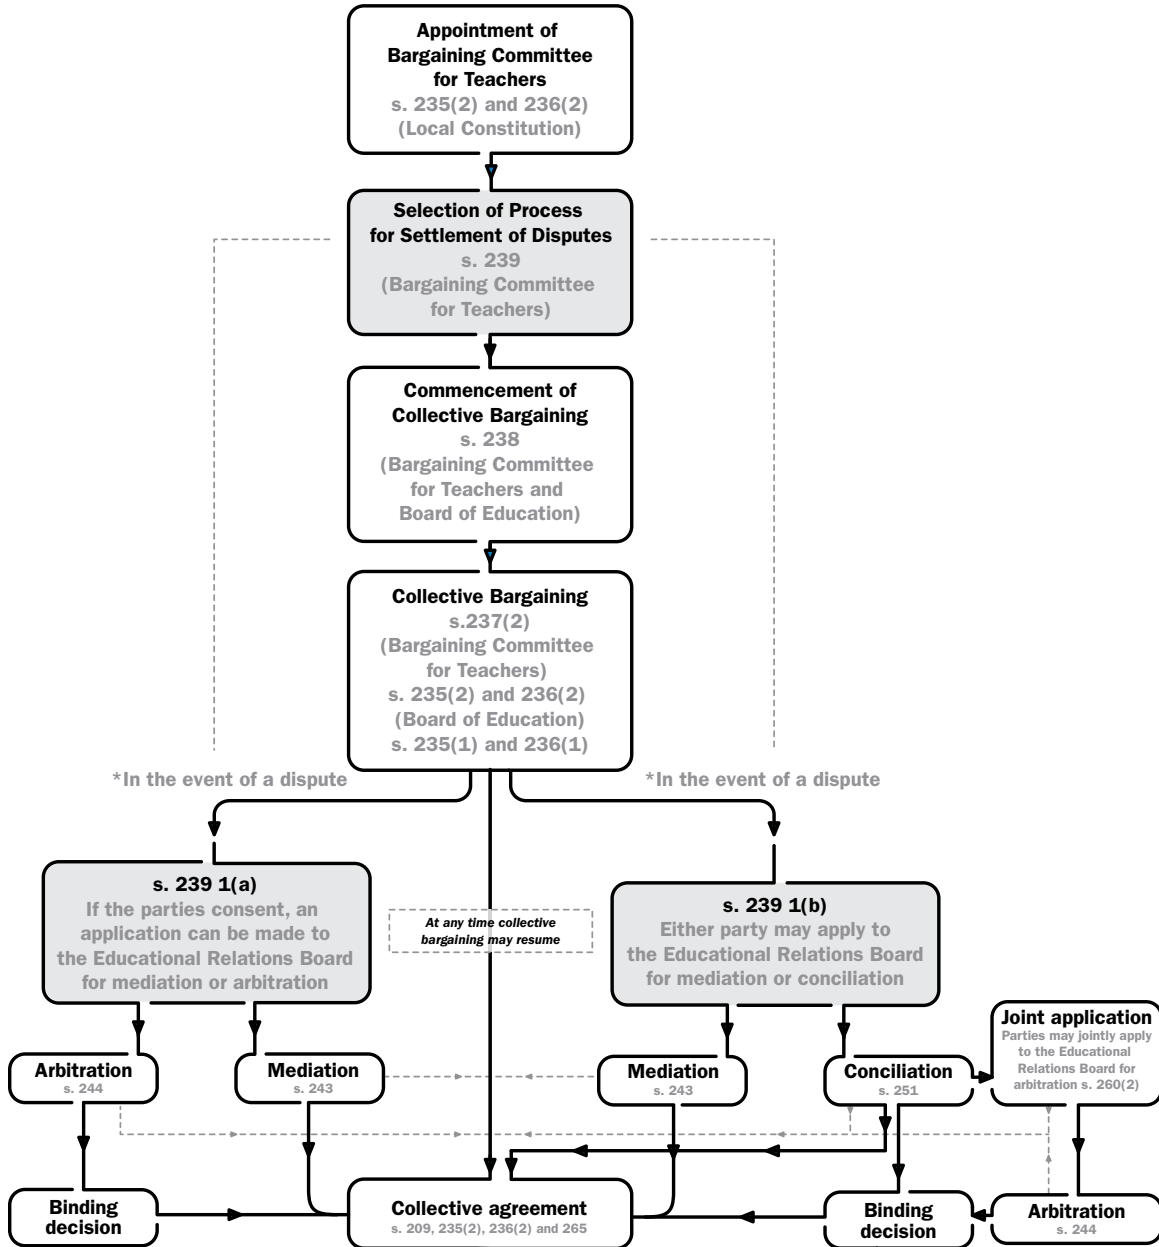 Appointment of
Bargaining Committee
for Teachers
s. 235(2) and 236(2)
(Local Constitution)
Selection of Process
for Settlement of Disputes
s. 239
(Bargaining Committee
for Teachers)
Commencement of
Collective Bargaining
s. 238
(Bargaining Committee
for Teachers and
Board of Education)
Collective Bargaining
s.237(2)
(Bargaining Committee
for Teachers)
s. 235(2) and 236(2)
(Board of Education)
s. 235(1) and 236(1)
*In the event of a dispute
*In the event of a dispute
s. 239 1(a)
If the parties consent, an
application can be made to
the Educational Relations Board
for mediation or arbitration
At any time collective
bargaining may resume
s. 239 1(b)
Either party may apply to
the Educational Relations Board
for mediation or conciliation
Arbitration
s. 244
Mediation
s. 243
Mediation
s. 243
Conciliation
s. 251
Joint application
Parties may jointly apply
to the Educational
Relations Board for
arbitration s. 260(2)
Binding
decision
Collective agreement
s. 209, 235(2), 236(2) and 265
Binding
decision
Arbitration
s. 244